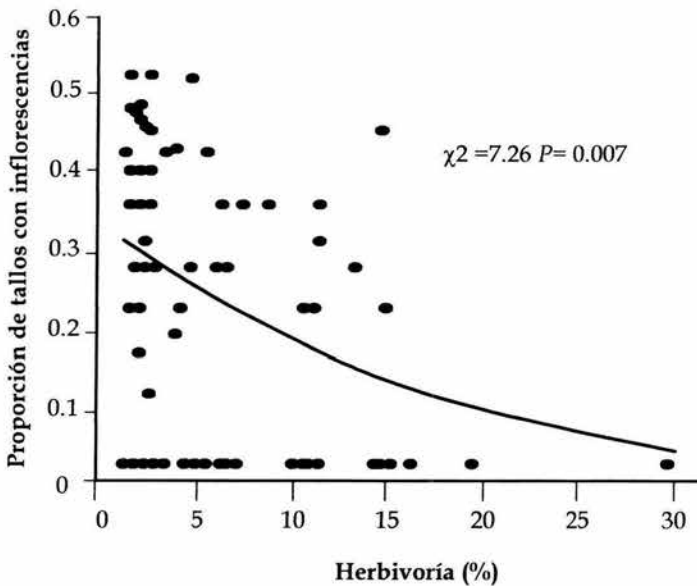 0.6
0.5
0.4
0.3
0.2
0.1
0
Proporción de tallos con inflorescencias
χ2 =7.26 P= 0.007
0 5 10 15 20 25 30
Herbivoría (%)